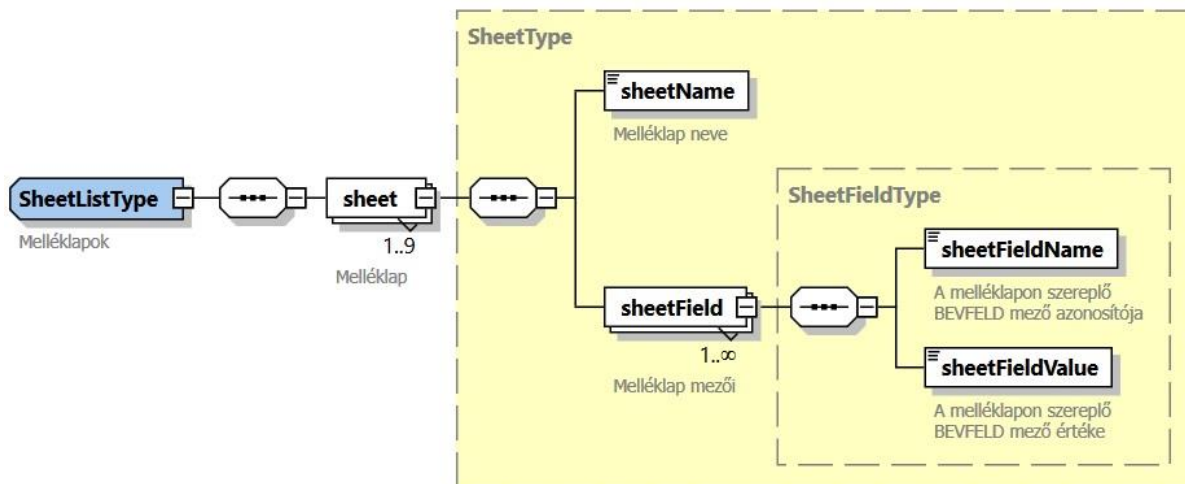 SheetType
sheetName
Melléklap neve
SheetListType
Melléklapok
sheet
1..9
Melléklap
SheetFieldType
sheetFieldName
A melléklapon szereplő
BEVFELD mező azonosítója
sheetField
1..∞
Melléklap mezői
sheetFieldValue
A melléklapon szereplő
BEVFELD mező értéke